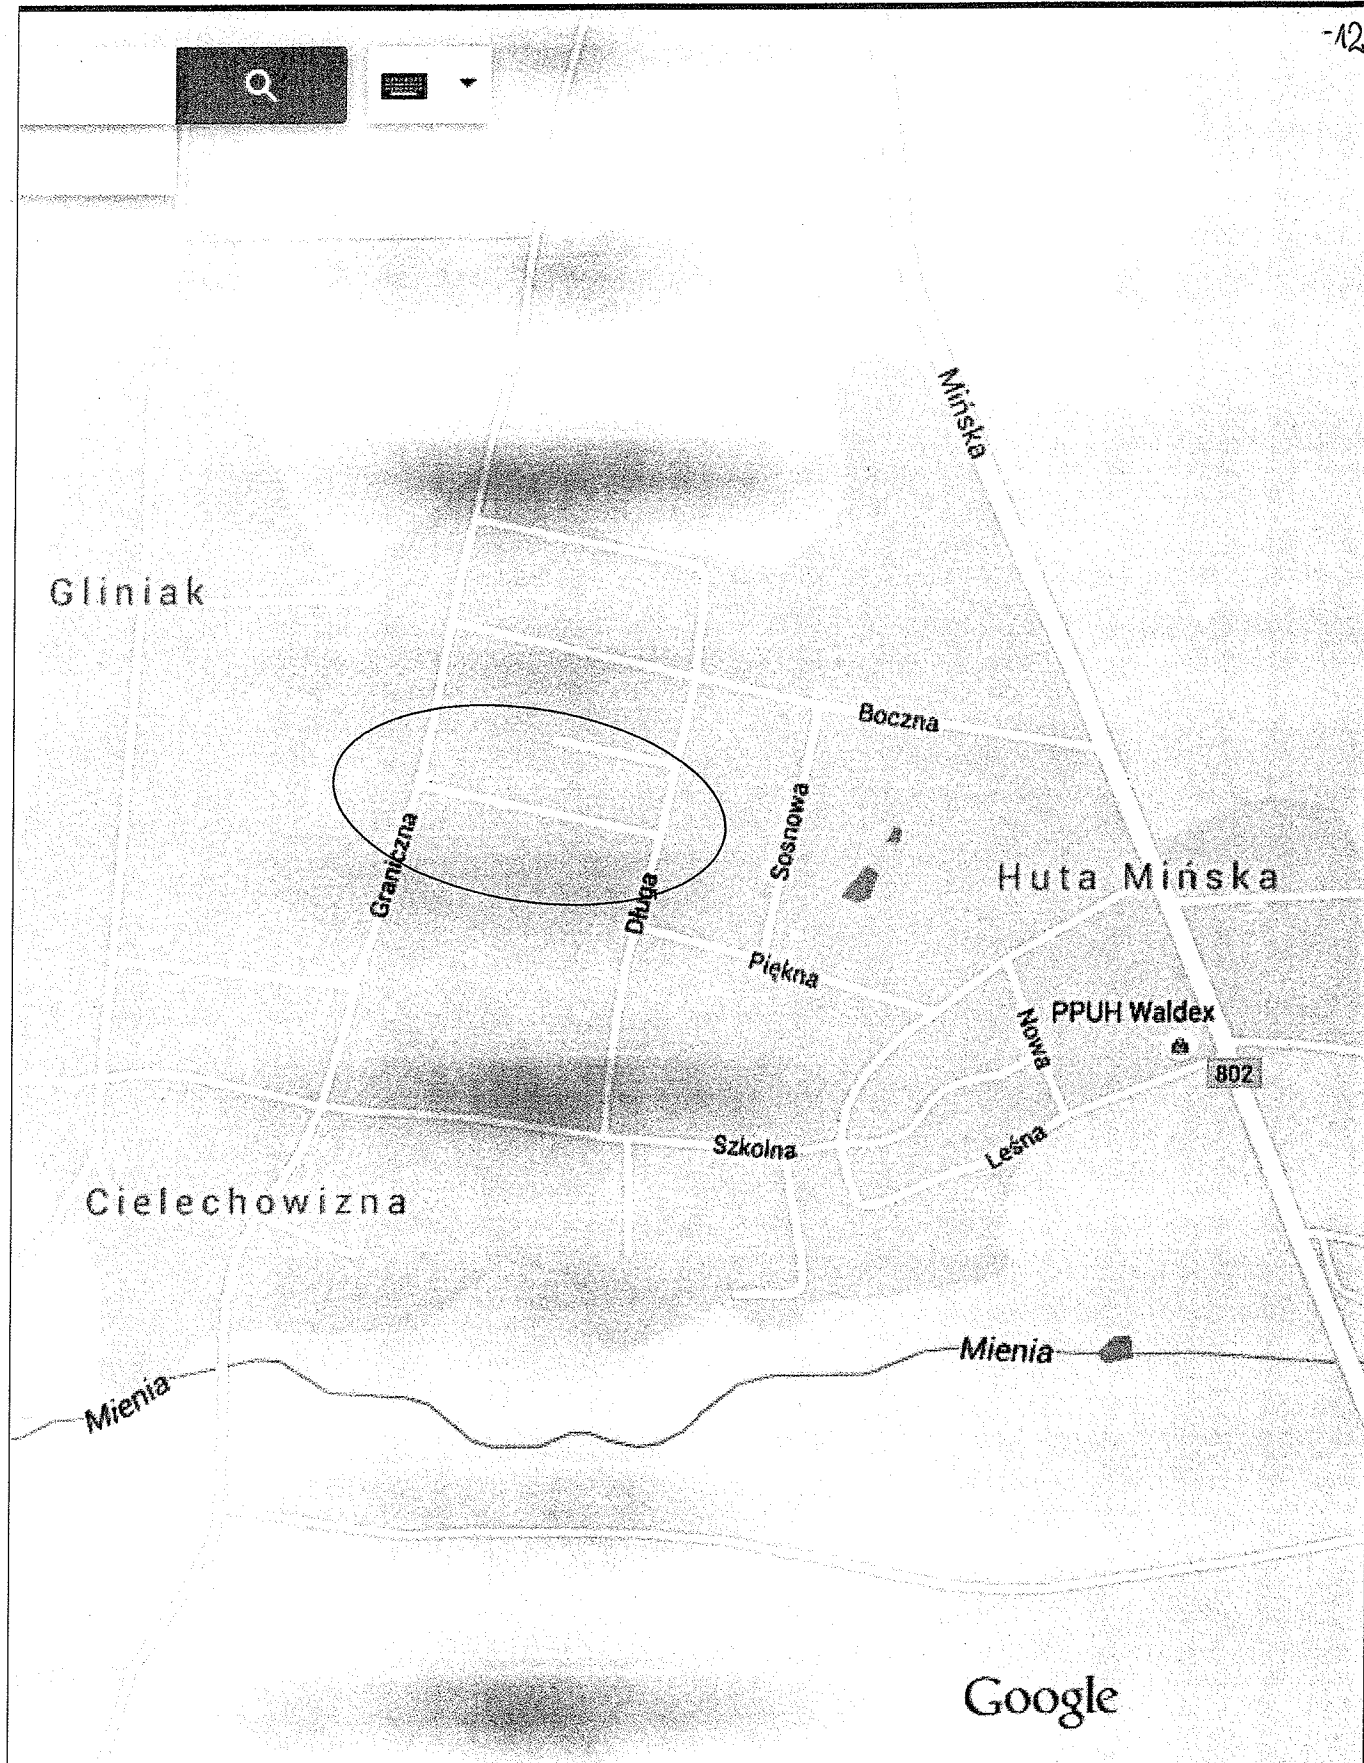 -12
Mińska
Gliniak
Boczna
Sosnowa
Graniczna
Długa
Huta Mińska
Piękna
PPUH Waldex
Nowa
802
Szkolna
Leśna
Cielechowizna
Mienia
Mienia
Google